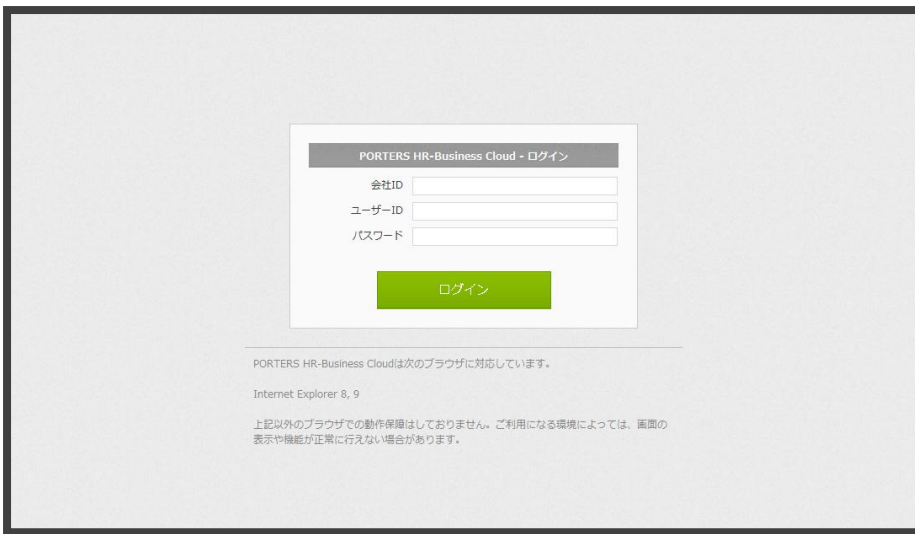 PORTERS HR-Business Cloud - ログイン
会社ID
ユーザーID
パスワード
ログイン
PORTERS HR-Business Cloudは次のブラウザに対応しています。
Internet Explorer 8, 9
上記以外のブラウザでの動作保障はしておりません。ご利用になる環境によっては、画面の
表示や機能が正常に行えない場合があります。